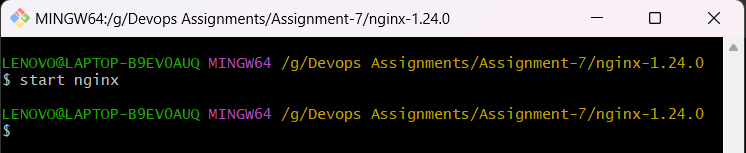 MINGW64:/g/Devops Assignments/Assignment-7/nginx-1.24.0
LENOVO@LAPTOP-B9EV0AUQ MINGW64 /g/Devops Assignments/Assignment-7/nginx-1.24.0
$ start nginx
LENOVO@LAPTOP-B9EV0AUQ MINGW64 /g/Devops Assignments/Assignment-7/nginx-1.24.0
$